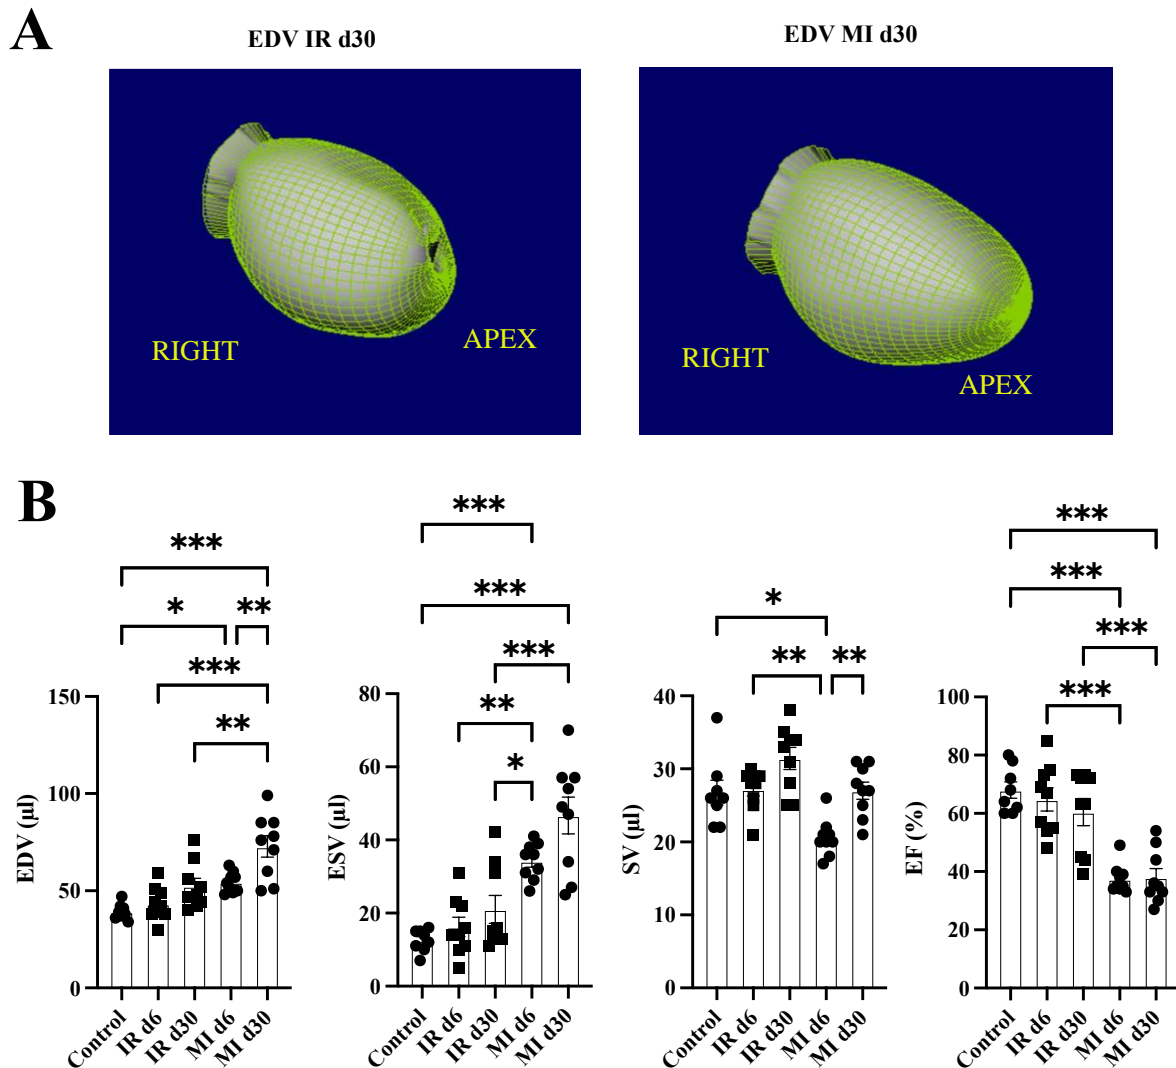 A
EDV IR d30
EDV MI d30
RIGHT
APEX
RIGHT
APEX
B
***
*
**
***
**
150
100
50
0
EDV (µl)
Control
IR d6
IR d30
MI d6
MI d30
***
***
***
**
*
80
60
40
20
0
ESV (µl)
Control
IR d6
IR d30
MI d6
MI d30
*
**
**
40
30
20
10
0
SV (µl)
Control
IR d6
IR d30
MI d6
MI d30
***
***
***
***
100
80
60
40
20
0
EF (%)
Control
IR d6
IR d30
MI d6
MI d30